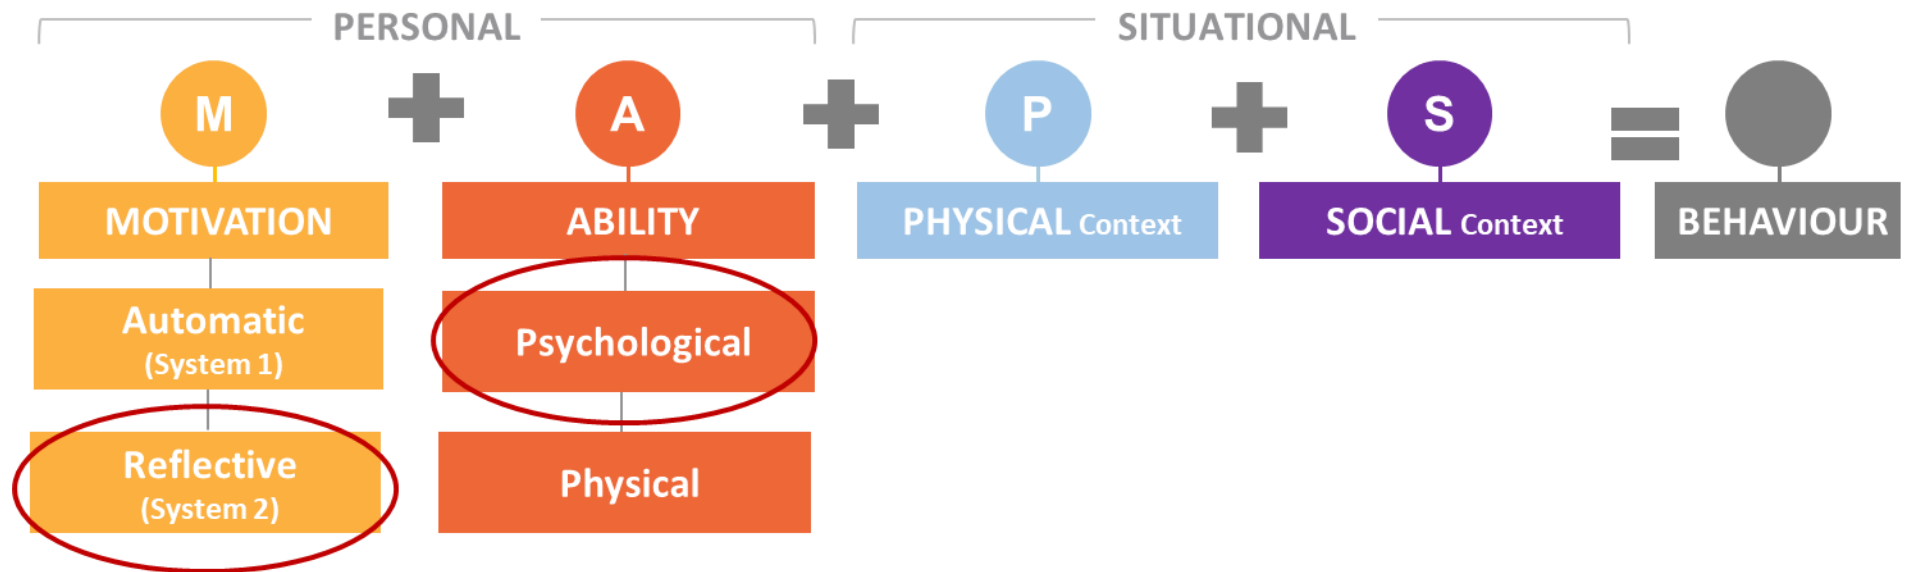 PERSONAL
SITUATIONAL
M
A
P
S
MOTIVATION
ABILITY
PHYSICAL Context
SOCIAL Context
BEHAVIOUR
Automatic
(System 1)
Psychological
Reflective
(System 2)
Physical